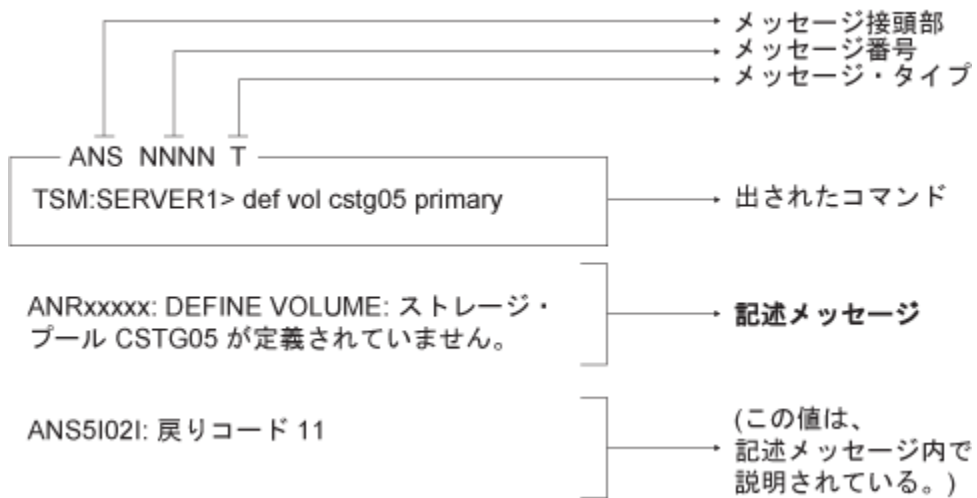 メッセージ接頭部
メッセージ番号
メッセージ・タイプ
ANS NNNN T
TSM:SERVER1> def vol cstg05 primary
出されたコマンド
ANRxxxxx: DEFINE VOLUME: ストレージ・
プール CSTG05 が定義されていません。
記述メッセージ
ANS5I02I: 戻りコード 11
(この値は、
記述メッセージ内で
説明されている。)